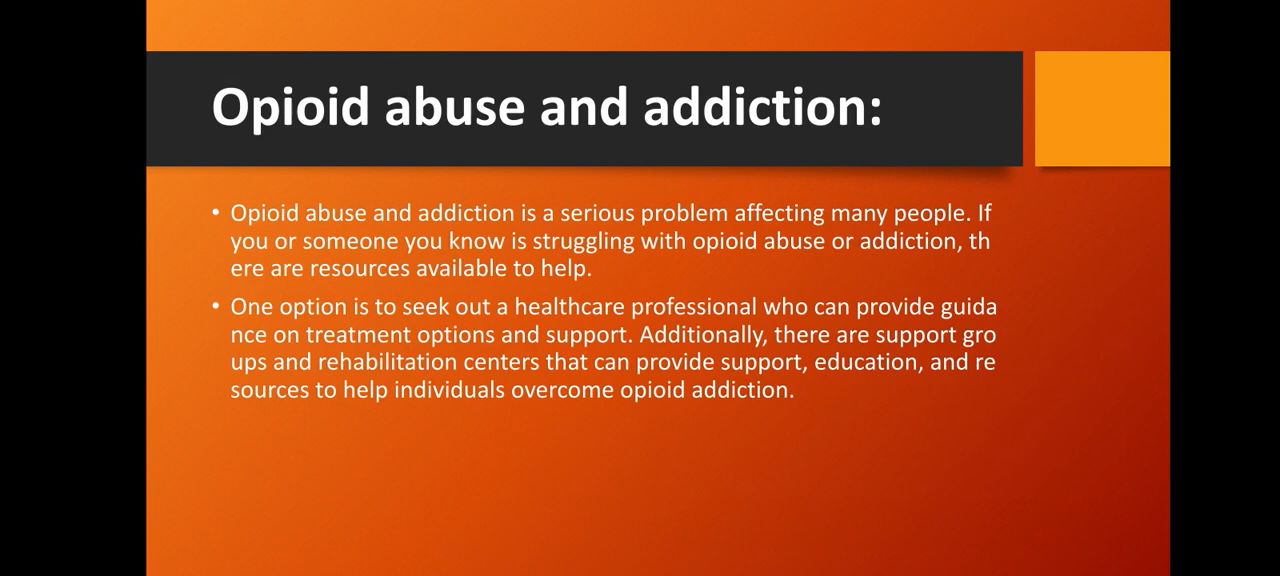 Opioid abuse and addiction:
• Opioid abuse and addiction is a serious problem affecting many people. If
you or someone you know is struggling with opioid abuse or addiction, th
ere are resources available to help.
• One option is to seek out a healthcare professional who can provide guida
nce on treatment options and support. Additionally, there are support gro
ups and rehabilitation centers that can provide support, education, and re
sources to help individuals overcome opioid addiction.